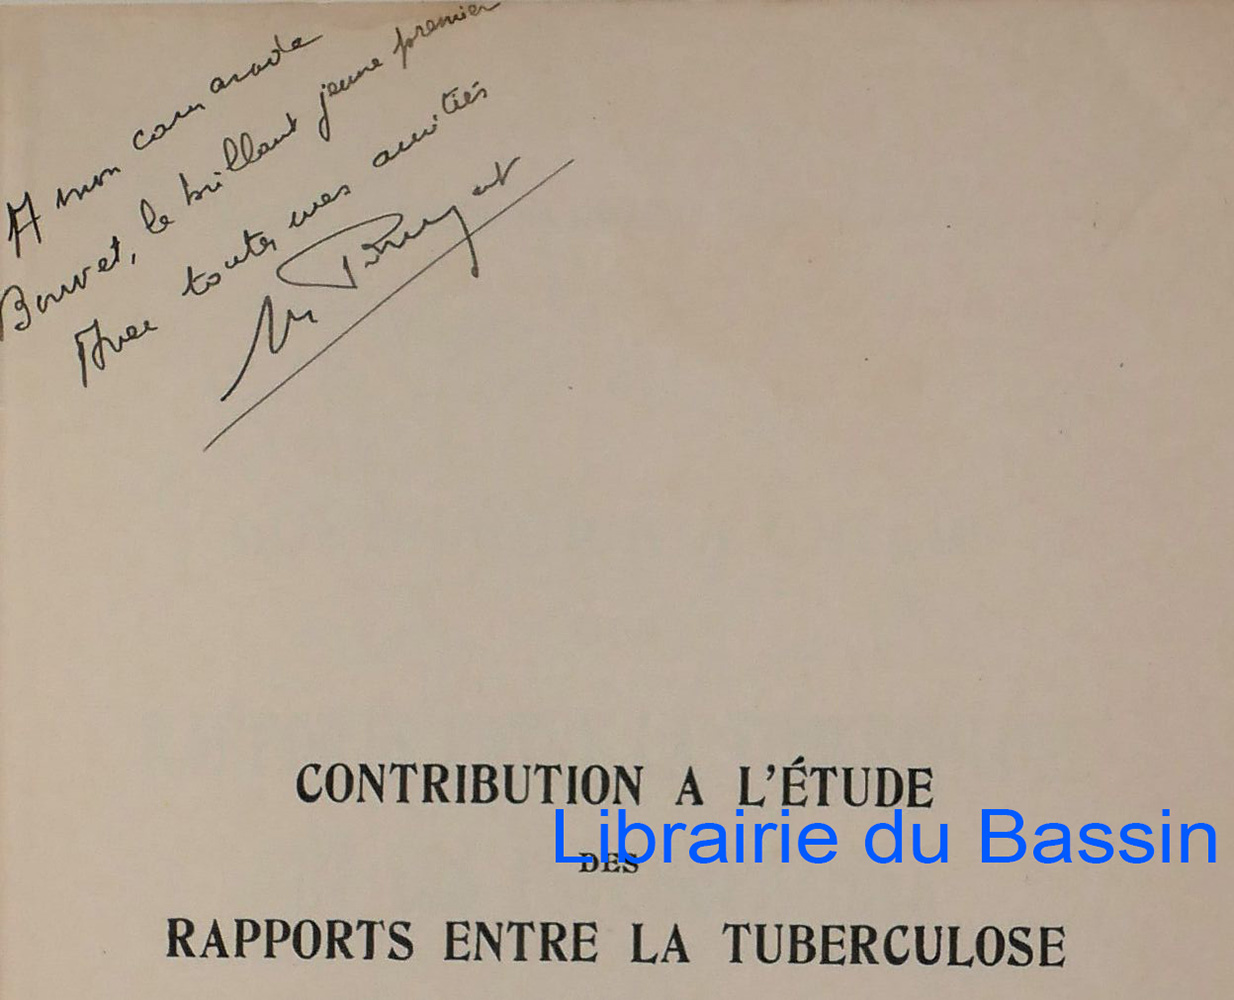 A mon camarade
Bouvet, le brillant jeune premier
Avec toutes mes amitiés
M
CONTRIBUTION A L'ÉTUDE
DES
Librairie du Bassin
RAPPORTS ENTRE LA TUBERCULOSE